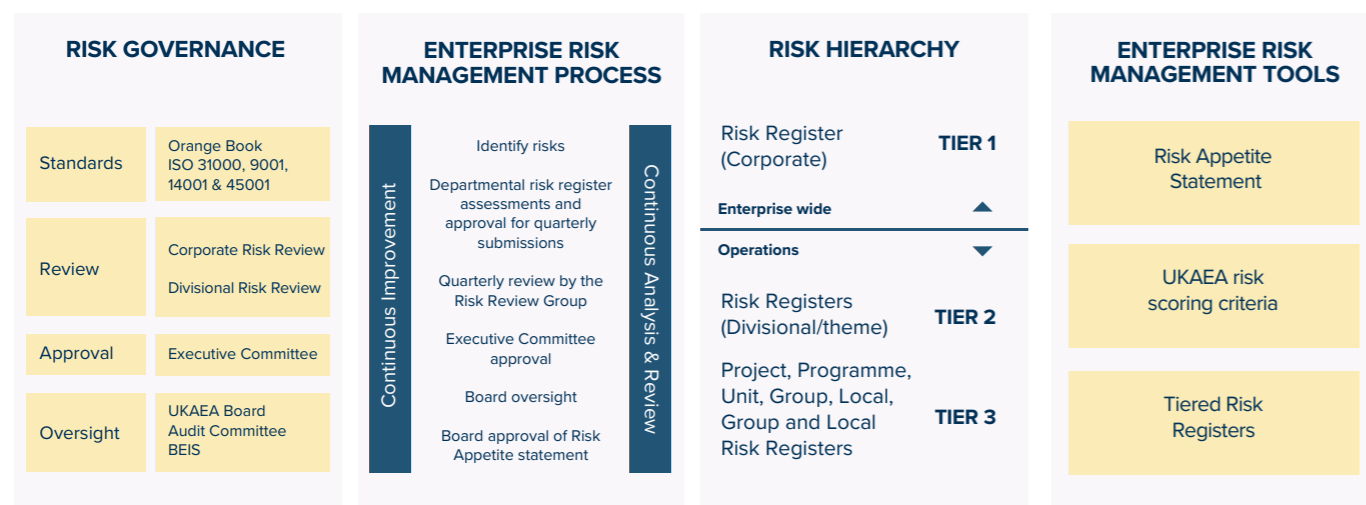 RISK GOVERNANCE
Standards
Orange Book
ISO 31000, 9001,
14001 & 45001
Review
Corporate Risk Review
Divisional Risk Review
Approval
Executive Committee
Oversight
UKAEA Board
Audit Committee
BEIS
ENTERPRISE RISK
MANAGEMENT PROCESS
Continuous Improvement
Identify risks
Departmental risk register
assessments and
approval for quarterly
submissions
Quarterly review by the
Risk Review Group
Executive Committee
approval
Board oversight
Board approval of Risk
Appetite statement
Continuous Analysis & Review
RISK HIERARCHY
Risk Register
(Corporate)
TIER 1
Enterprise wide
Operations
Risk Registers
(Divisional/theme)
TIER 2
Project, Programme,
Unit, Group, Local,
Group and Local
Risk Registers
TIER 3
ENTERPRISE RISK
MANAGEMENT TOOLS
Risk Appetite
Statement
UKAEA risk
scoring criteria
Tiered Risk
Registers